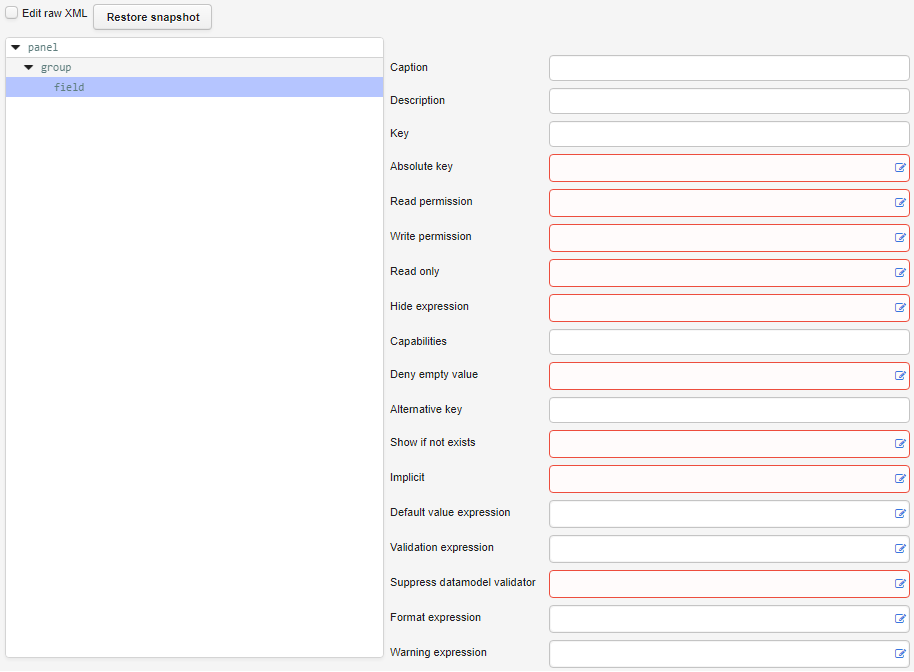 Edit raw XML Restore snapshot
panel
group
field
Caption
Description
Key
Absolute key
Read permission
Write permission
Read only
Hide expression
Capabilities
Deny empty value
Alternative key
Show if not exists
Implicit
Default value expression
Validation expression
Suppress datamodel validator
Format expression
Warning expression